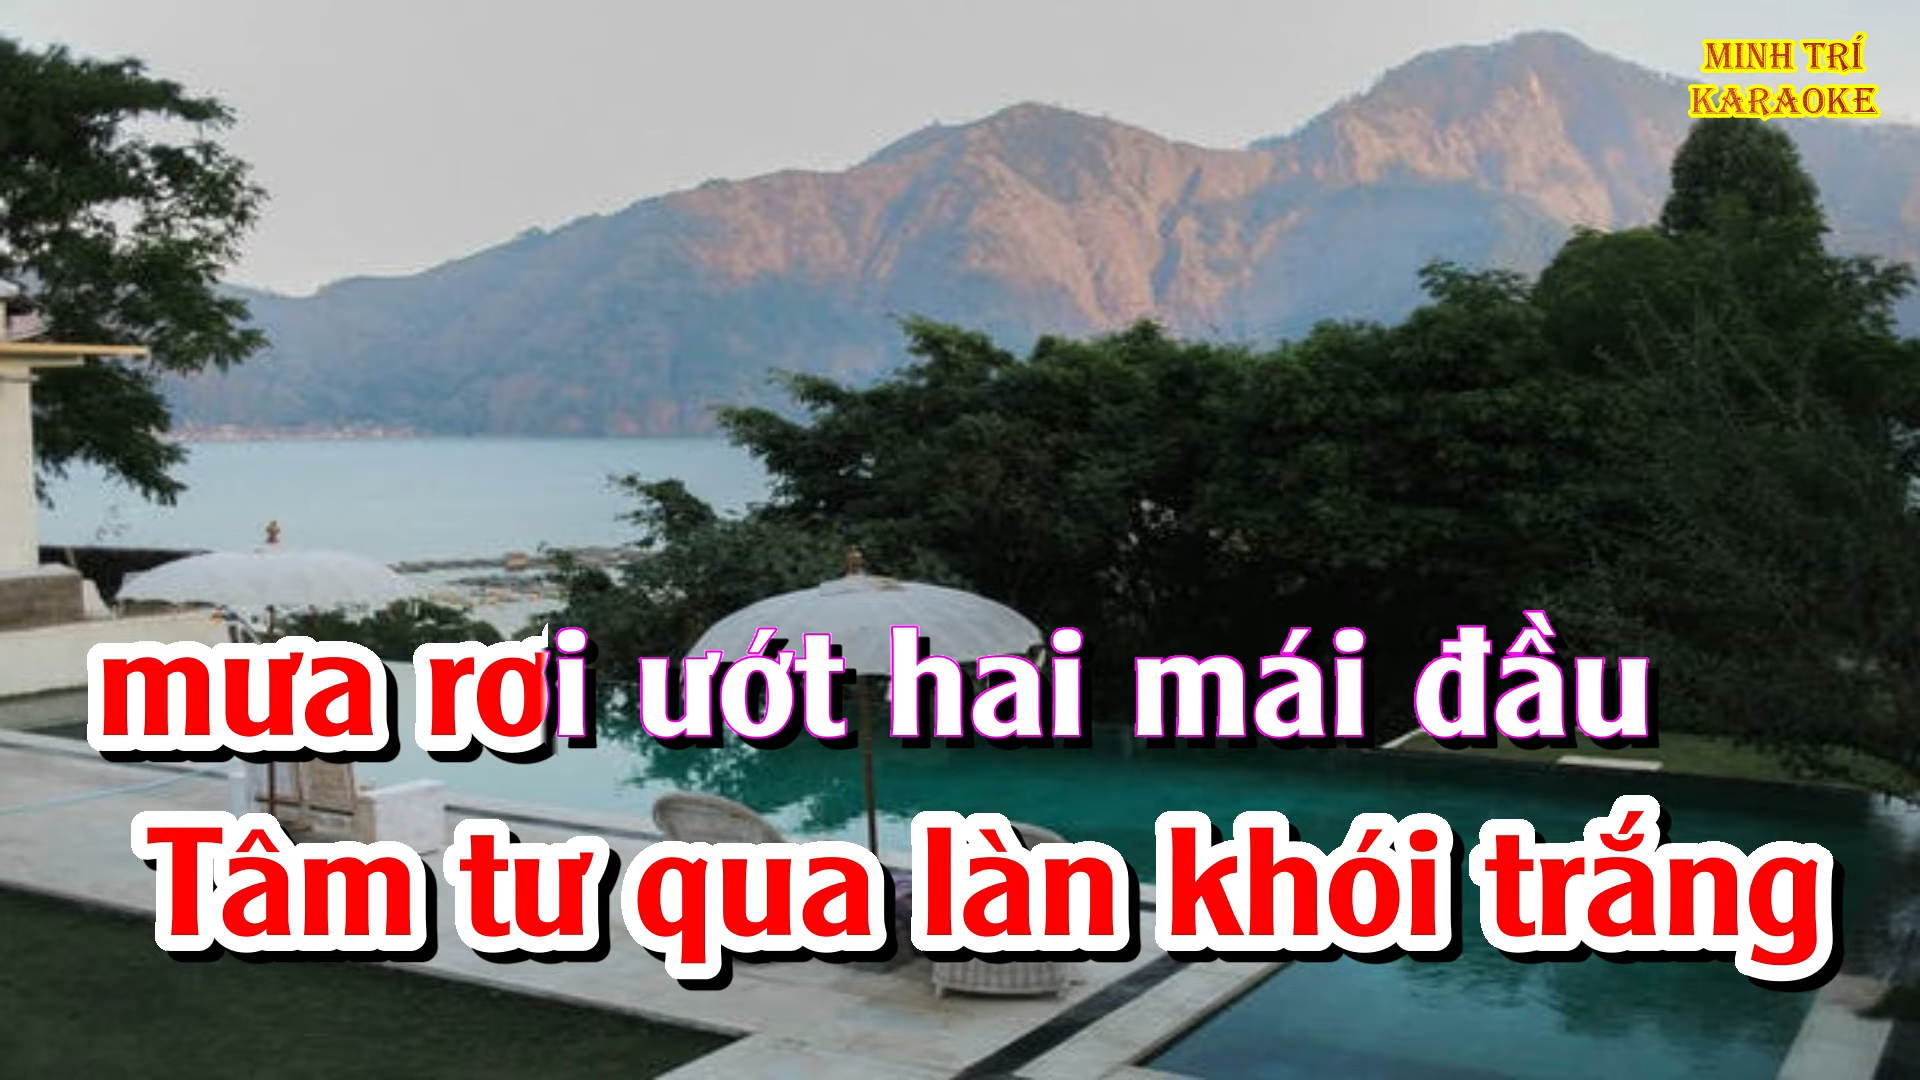 MINH TRÍ
KARAOKE
mưa rơi ướt hai mái đầu
Tâm tư qua làn khói trắng